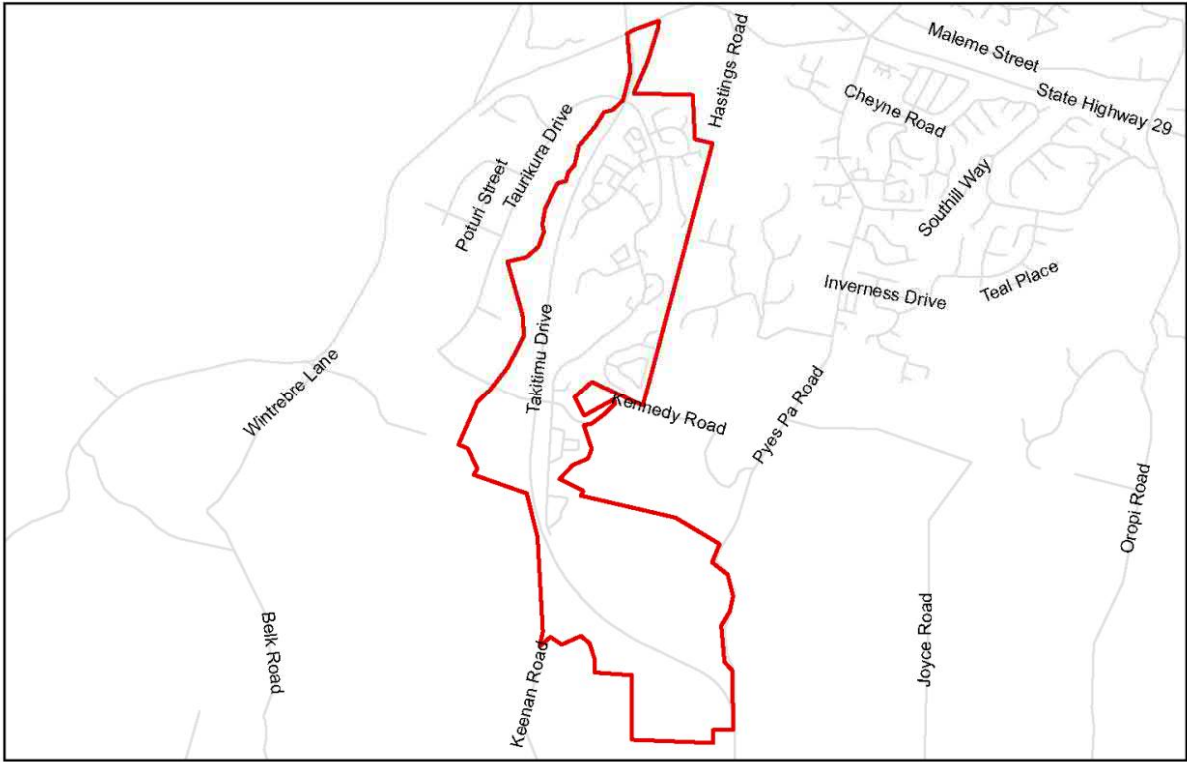 Maleme Street
Hastings Road
State Highway 29
Cheyne Road
Taurikura Drive
Poturi Street
Southill Way
Teal Place
Inverness Drive
Takitimu Drive
Wintrebre Lane
Kennedy Road
Pyes Pa Road
Oropi Road
Belk Road
Joyce Road
Keenan Road